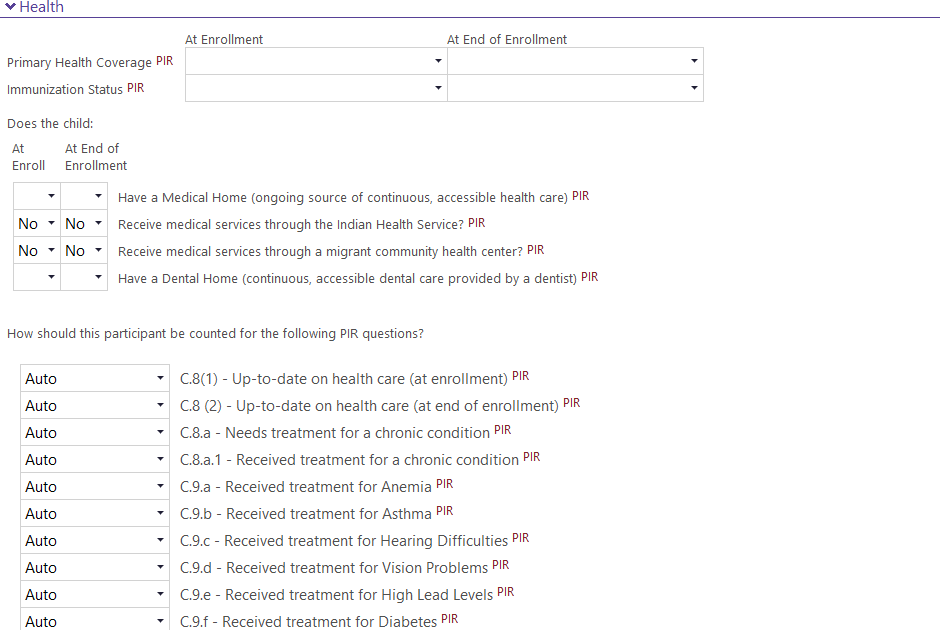 Health
At Enrollment At End of Enrollment
Primary Health Coverage PIR
Immunization Status PIR
Does the child:
At Enroll At End of Enrollment
Have a Medical Home (ongoing source of continuous, accessible health care) PIR
No No Receive medical services through the Indian Health Service? PIR
No No Receive medical services through a migrant community health center? PIR
Have a Dental Home (continuous, accessible dental care provided by a dentist) PIR
How should this participant be counted for the following PIR questions?
Auto C.8(1) - Up-to-date on health care (at enrollment) PIR
Auto C.8 (2) - Up-to-date on health care (at end of enrollment) PIR
Auto C.8.a - Needs treatment for a chronic condition PIR
Auto C.8.a.1 - Received treatment for a chronic condition PIR
Auto C.9.a - Received treatment for Anemia PIR
Auto C.9.b - Received treatment for Asthma PIR
Auto C.9.c - Received treatment for Hearing Difficulties PIR
Auto C.9.d - Received treatment for Vision Problems PIR
Auto C.9.e - Received treatment for High Lead Levels PIR
Auto C.9.f - Received treatment for Diabetes PIR